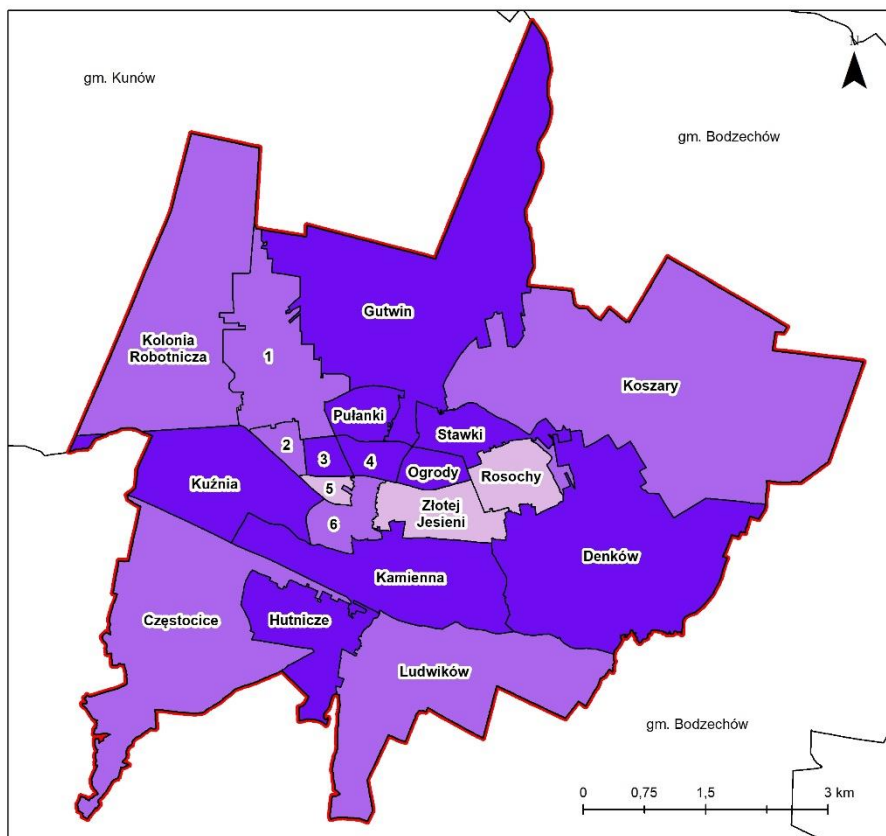 N
gm. Kunów
gm. Bodzechów
Gutwin
Kolonia
Robotnicza
1
Koszary
Pułanki
Stawki
2
3
4
Ogrody
Rosochy
Kuźnia
5
Złotej
Jesieni
6
Denków
Kamienna
Częstocice
Hutnicze
Ludwików
gm. Bodzechów
0 0,75 1,5 3 km